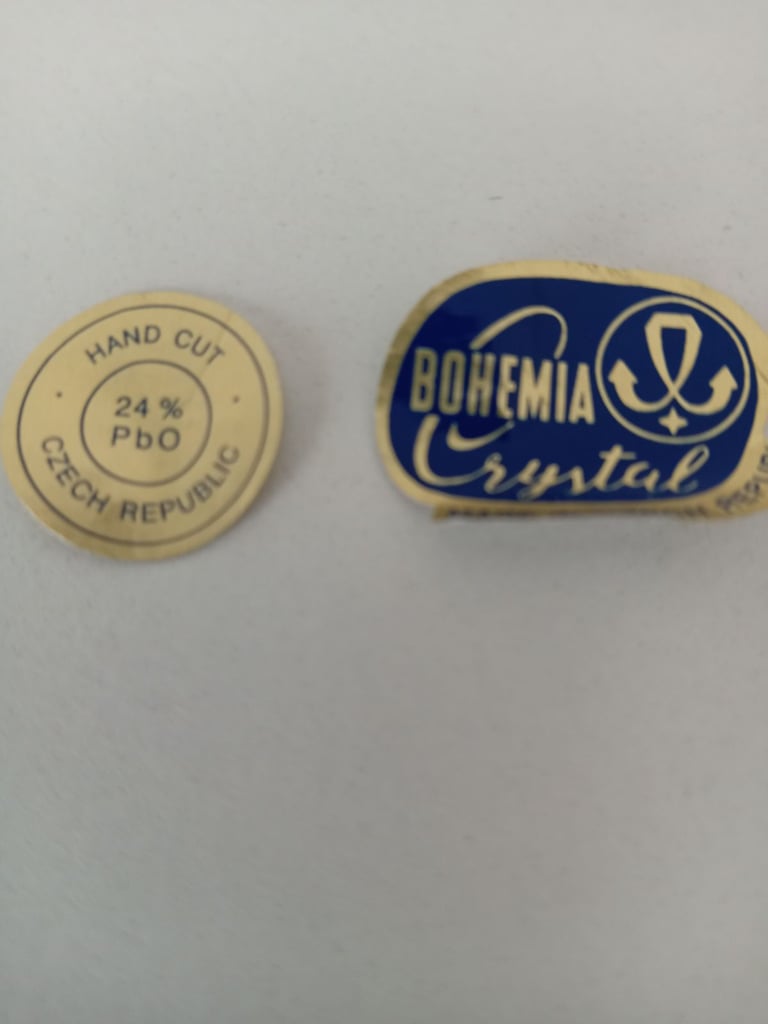 HAND CUT
24 %
PbO
CZECH REPUBLIC
BOHEMIA
Crystal